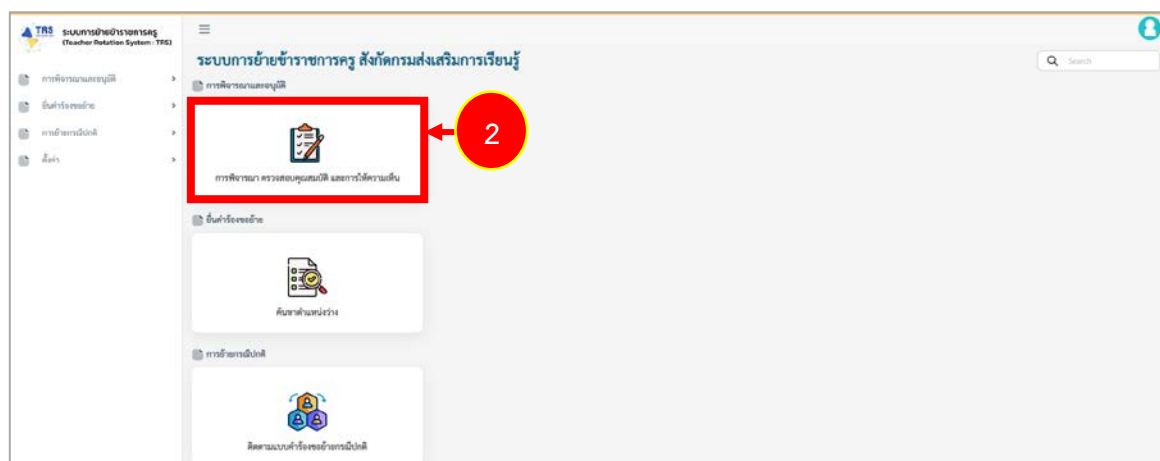 TRS ระบบการย้ายข้าราชการครู
(Teacher Rotation System : TRS)
การพิจารณาและอนุมัติ
ยื่นคำร้องขอย้าย
การย้ายกรณีปกติ
ตั้งค่า
ระบบการย้ายข้าราชการครู สังกัดกรมส่งเสริมการเรียนรู้
Search
การพิจารณาและอนุมัติ
2
การพิจารณา ตรวจสอบคุณสมบัติ และการให้ความเห็น
ยื่นคำร้องขอย้าย
ค้นหาตำแหน่งว่าง
การย้ายกรณีปกติ
ติดตามแบบคำร้องขอย้ายกรณีปกติ